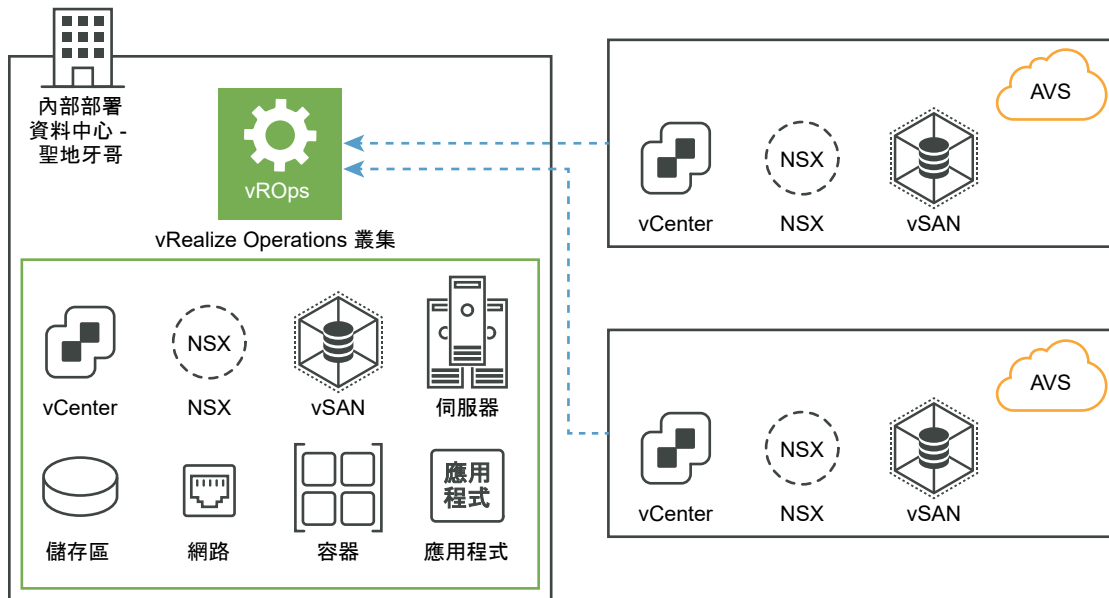 內部部署
資料中心 -
聖地牙哥
vROps
vRealize Operations 叢集
NSX
vCenter
NSX
vSAN
伺服器
應用
程式
儲存區
網路
容器
應用程式
AVS
NSX
vCenter
NSX
vSAN
AVS
NSX
vCenter
NSX
vSAN